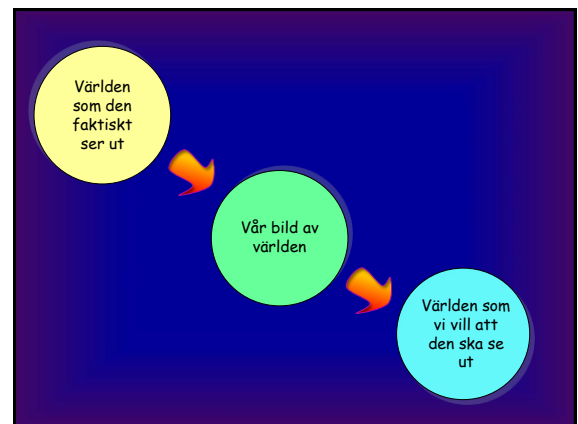 Världen
som den
faktiskt
ser ut
Vår bild av
världen
Världen som
vi vill att
den ska se
ut